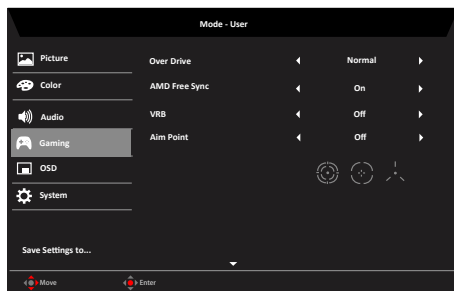 Mode - User
Picture
Color
Audio
Gaming
OSD
System
Save Settings to...
Over Drive Normal
AMD Free Sync On
VRB Off
Aim Point Off
Move Enter